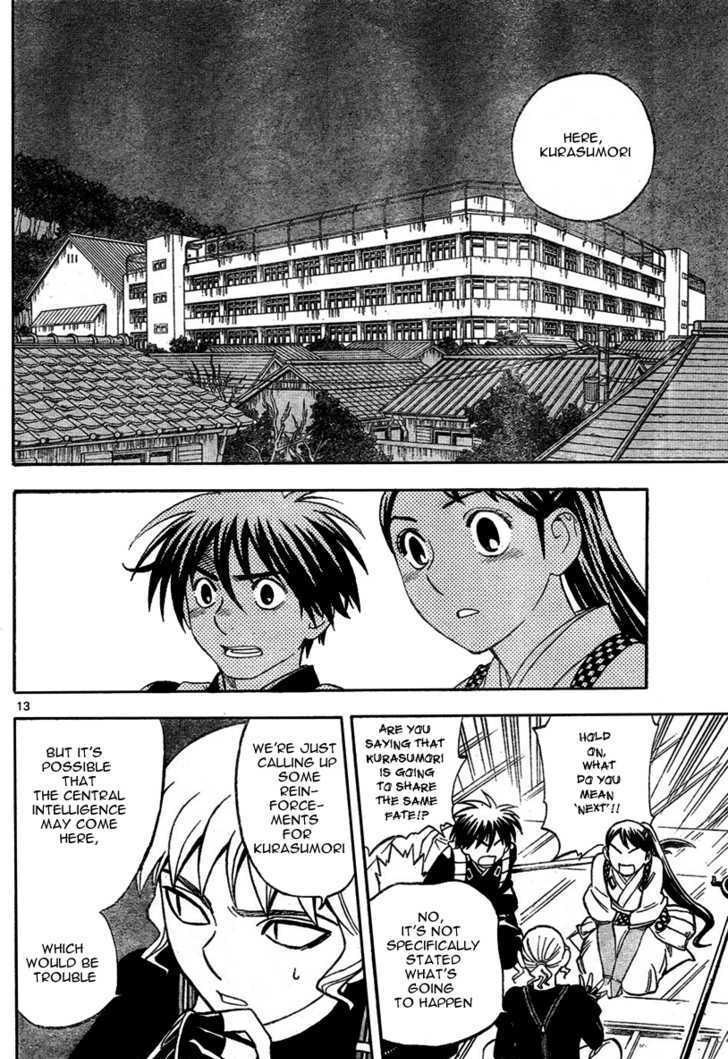 HERE,
KURASUMORI
13
HOLD
ON,
WHAT
DO YOU
MEAN
'NEXT'!!
ARE YOU
SAYING THAT
KURASUMORI
IS GOING
TO SHARE
THE SAME
FATE!?
NO,
IT'S NOT
SPECIFICALLY
STATED
WHAT'S
GOING
TO HAPPEN
WE'RE JUST
CALLING UP
SOME
REIN-
FORCE-
MENTS
FOR
KURASUMORI
BUT IT'S
POSSIBLE
THAT
THE CENTRAL
INTELLIGENCE
MAY COME
HERE,
WHICH
WOULD BE
TROUBLE